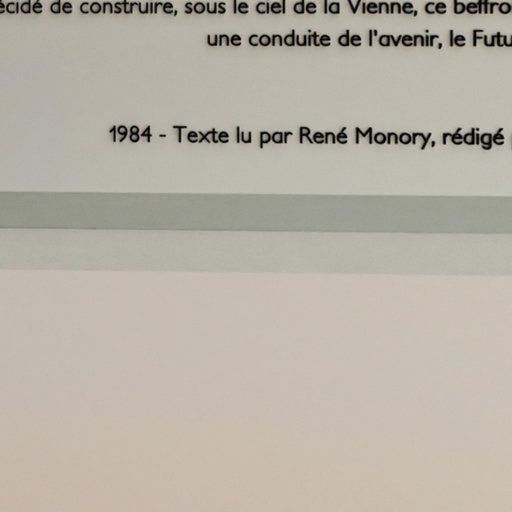 écidé de construire, sous le ciel de la Vienne, ce beffro
une conduite de l'avenir, le Futu
1984 - Texte lu par René Monory, rédigé